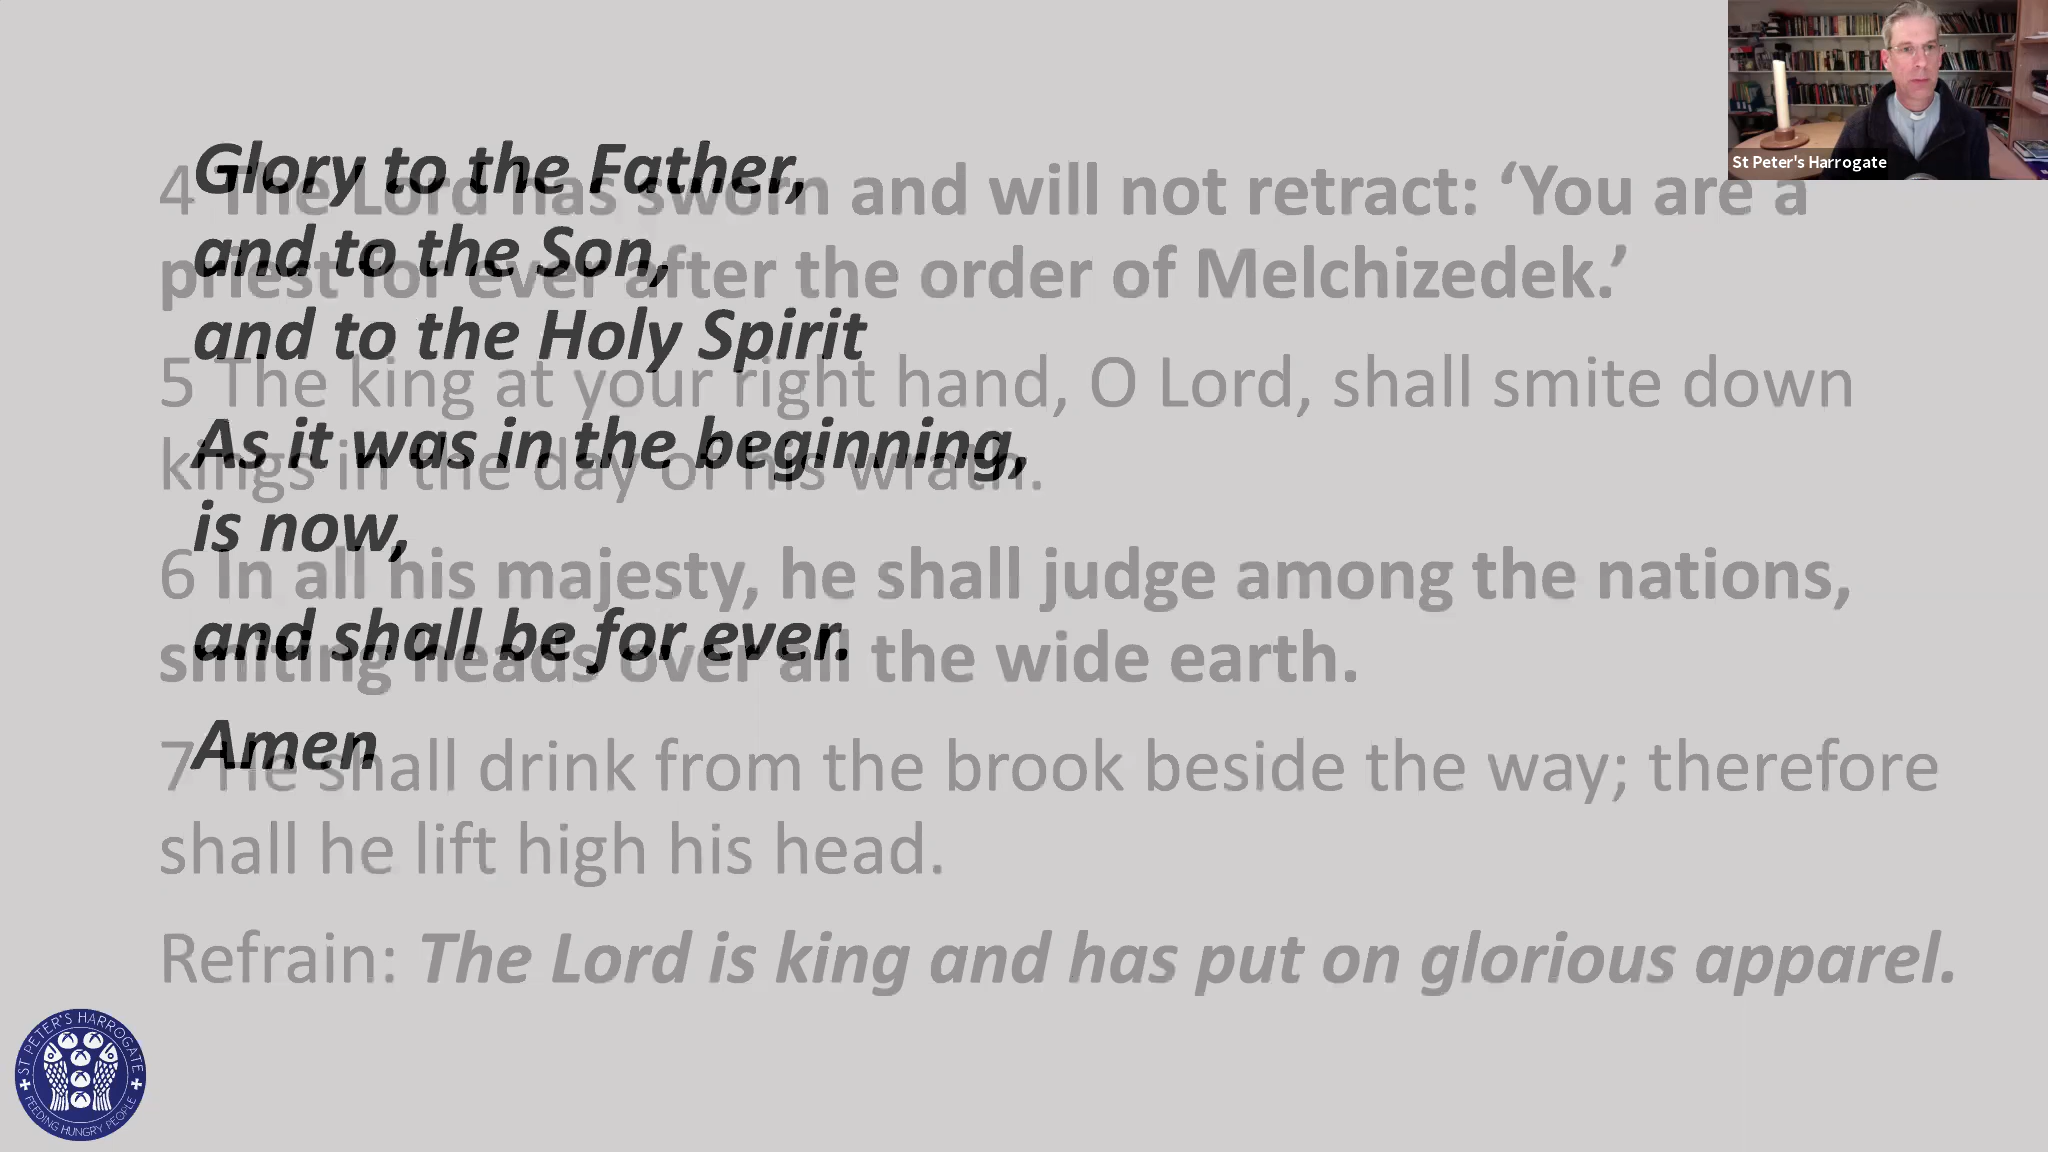 St Peter's Harrogate
Glory to the Father,
and to the Son,
and to the Holy Spirit
As it was in the beginning,
is now,
and shall be for ever.
Amen
4 The Lord has sworn and will not retract: ‘You are a
priest for ever after the order of Melchizedek.’
5 The king at your right hand, O Lord, shall smite down
kings in the day of his wrath.
6 In all his majesty, he shall judge among the nations,
smiting heads over all the wide earth.
7 He shall drink from the brook beside the way; therefore
shall he lift high his head.
Refrain: The Lord is king and has put on glorious apparel.
ST PETER'S HARROGATE
FEEDING HUNGRY PEOPLE